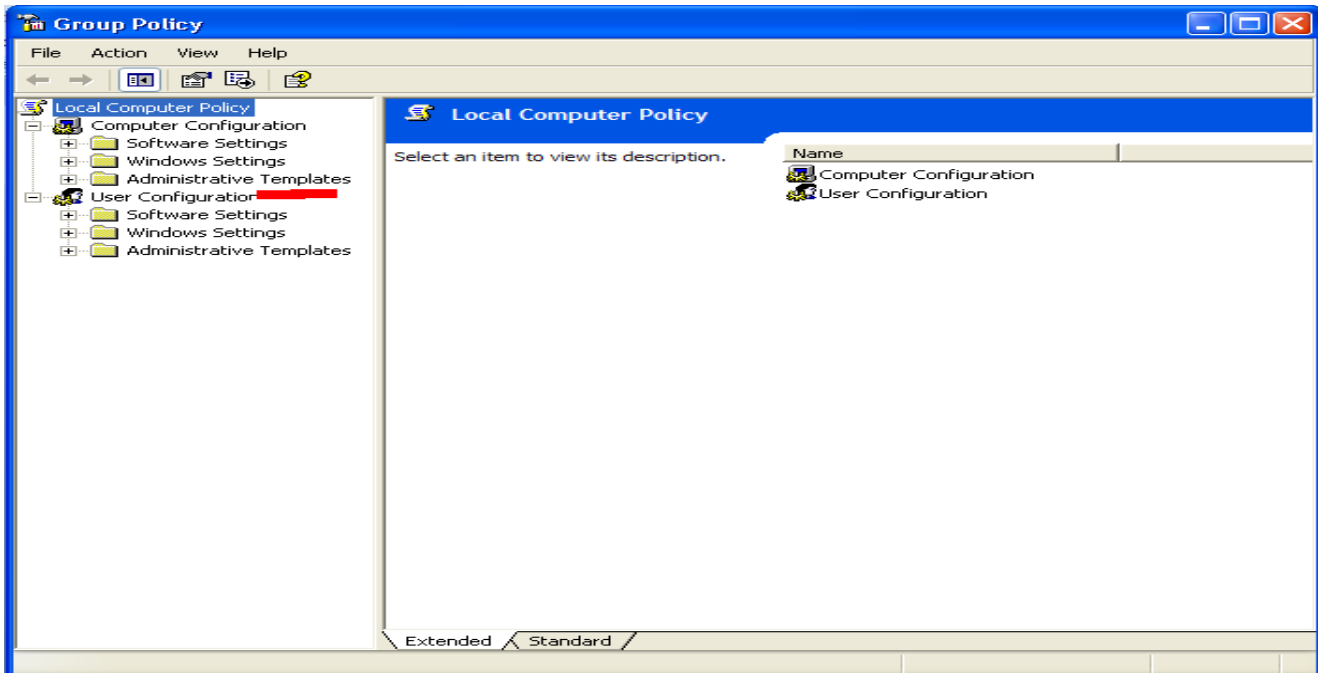 Group Policy
File Action View Help
Local Computer Policy
Computer Configuration
Software Settings
Windows Settings
Administrative Templates
User Configuration
Software Settings
Windows Settings
Administrative Templates
Local Computer Policy
Select an item to view its description.
Name
Computer Configuration
User Configuration
Extended Standard